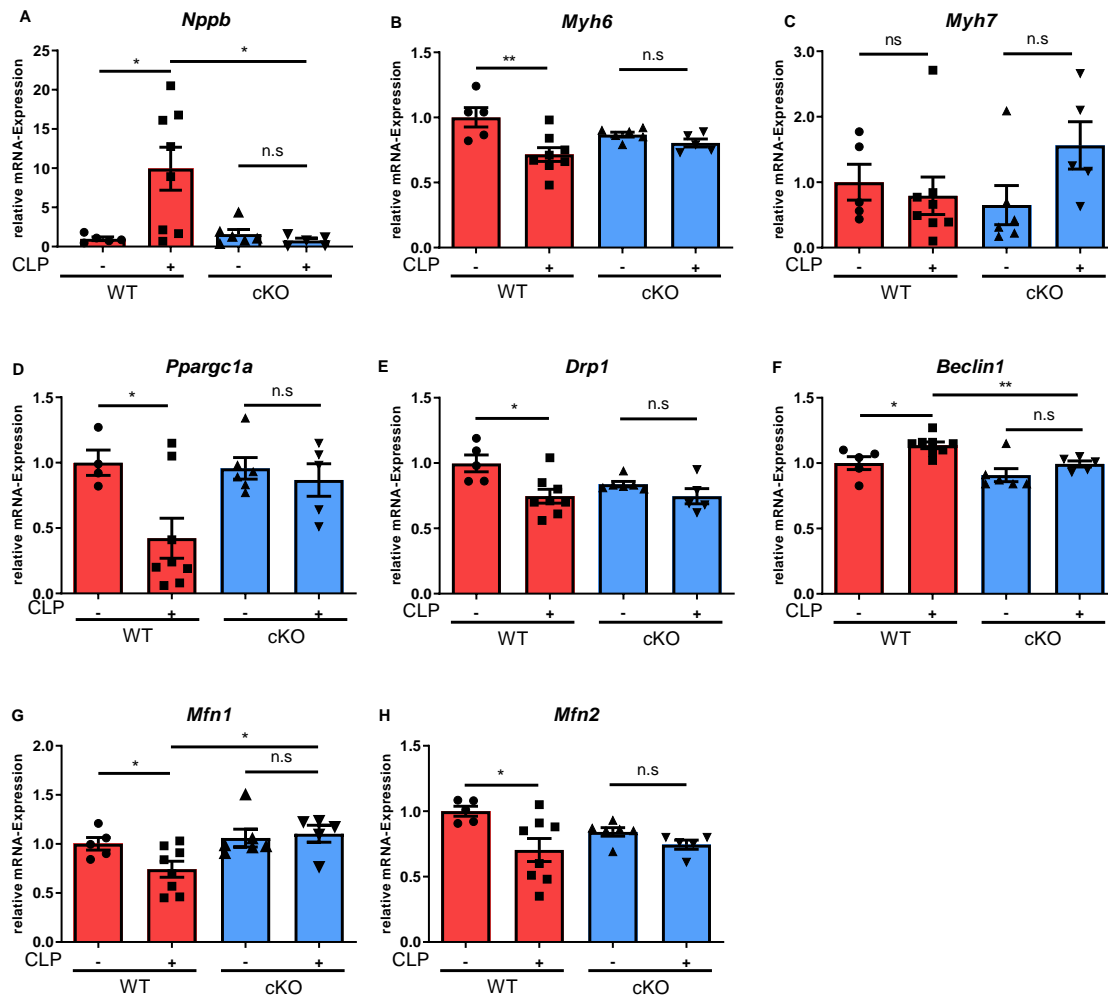 A
Nppb
relative mRNA-Expression
25
20
15
10
5
0
*
*
n.s
CLP
- + - +
WT cKO
B
Myh6
relative mRNA-Expression
1.5
1.0
0.5
0.0
**
n.s
CLP
- + - +
WT cKO
C
Myh7
relative mRNA-Expression
3.0
2.0
1.0
0.0
ns
n.s
CLP
- + - +
WT cKO
D
Ppargc1a
relative mRNA-Expression
1.5
1.0
0.5
0.0
*
n.s
CLP
- + - +
WT cKO
E
Drp1
relative mRNA-Expression
1.5
1.0
0.5
0.0
*
n.s
CLP
- + - +
WT cKO
F
Beclin1
relative mRNA-Expression
1.5
1.0
0.5
0.0
**
*
n.s
CLP
- + - +
WT cKO
G
Mfn1
relative mRNA-Expression
2.0
1.5
1.0
0.5
0.0
*
*
n.s
CLP
- + - +
WT cKO
H
Mfn2
relative mRNA-Expression
1.5
1.0
0.5
0.0
*
n.s
CLP
- + - +
WT cKO